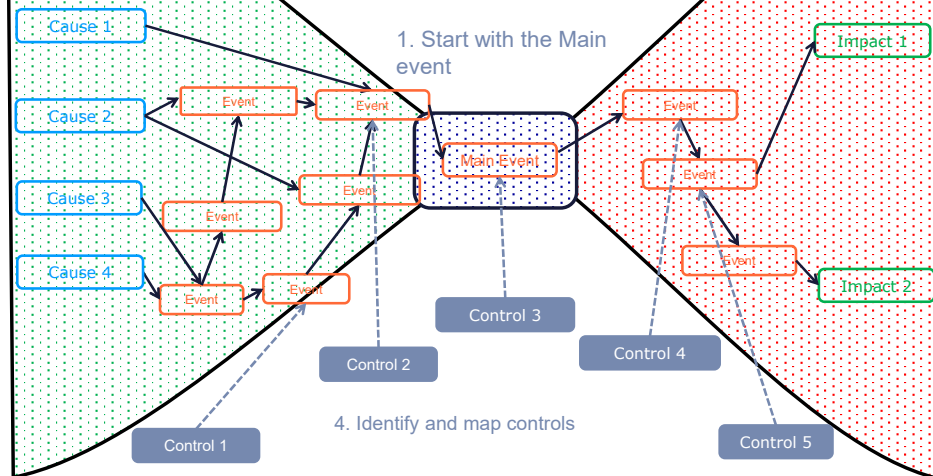 Cause 1
1. Start with the Main
event
Impact 1
Cause 2
Event
Event
Event
Main Event
Event
Cause 3
Event
Event
Cause 4
Event
Event
Event
Impact 2
Control 3
Control 2
Control 4
4. Identify and map controls
Control 1
Control 5